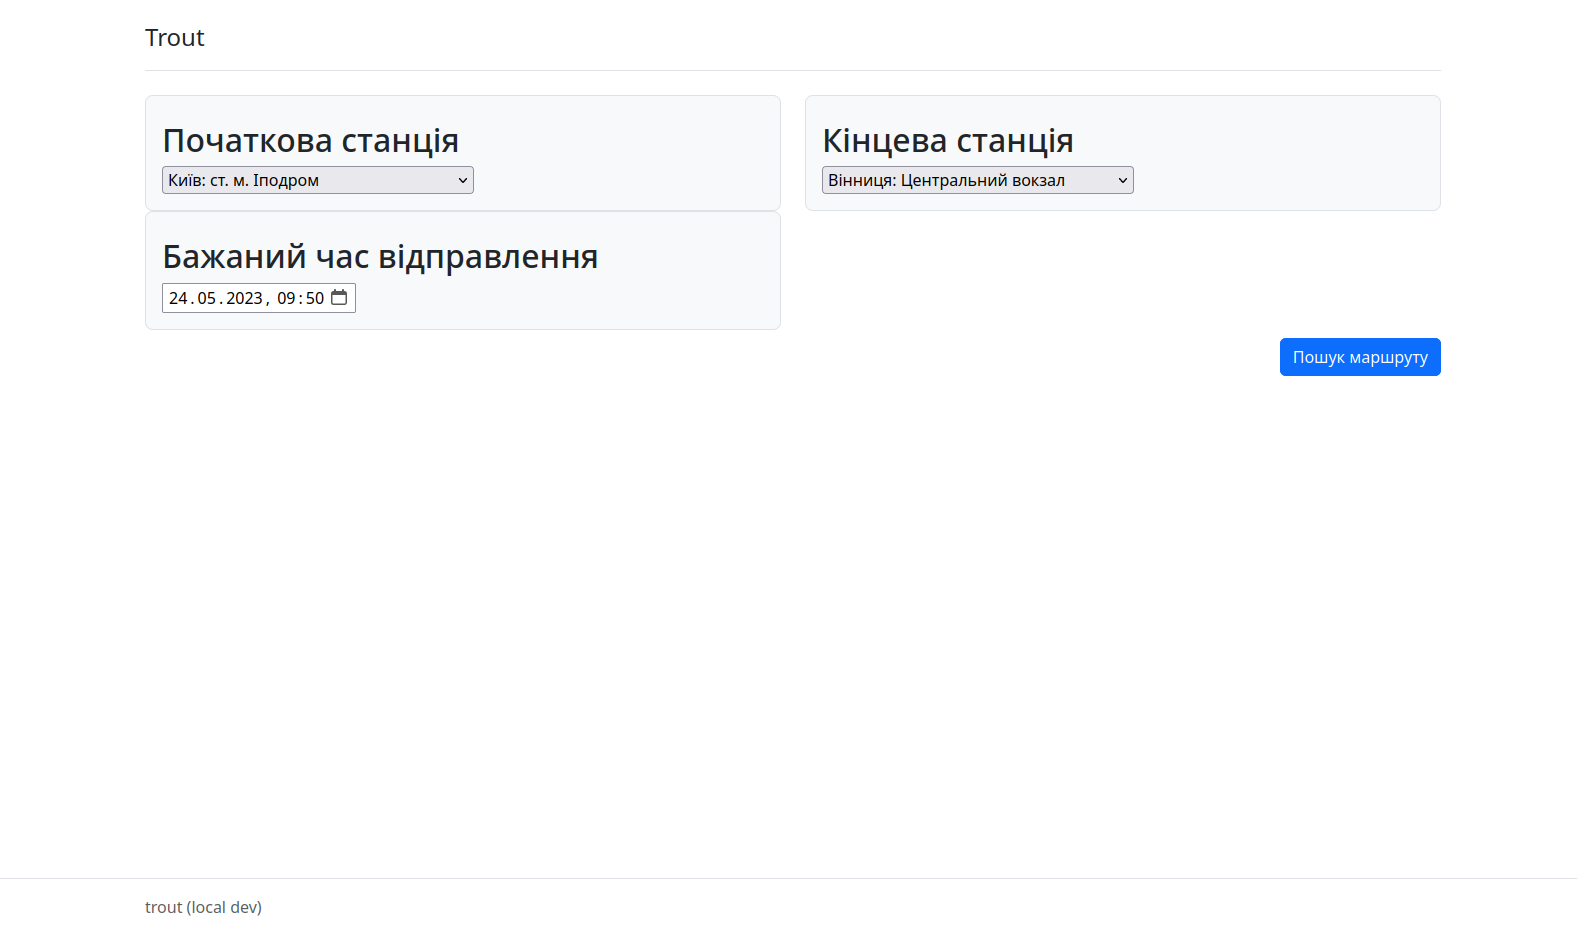 Trout
Початкова станція
Київ: ст. м. Іподром
Кінцева станція
Вінниця: Центральний вокзал
Бажаний час відправлення
24.05.2023, 09:50
Пошук маршруту
trout (local dev)